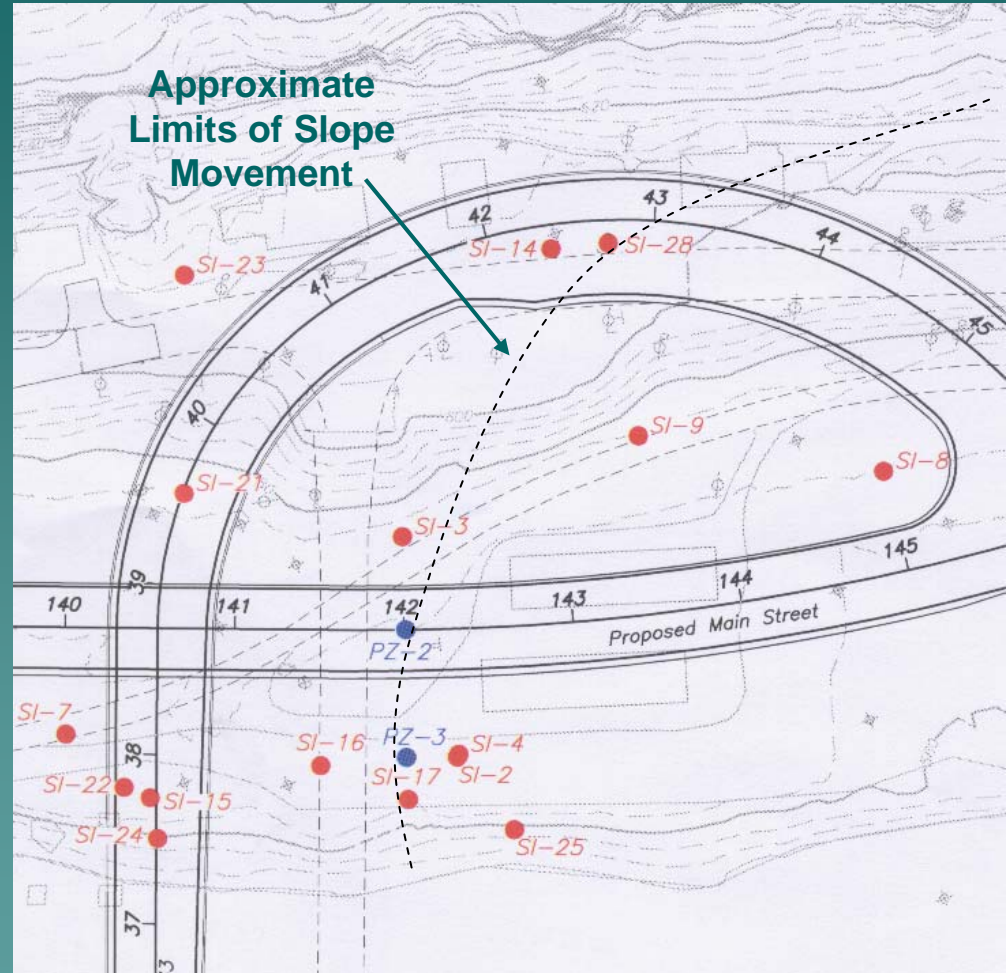 Approximate
Limits of Slope
Movement
640
620
42
43
44
45
SI-14
SI-28
SI-23
41
40
600
SI-9
SI-8
SI-21
SI-3
39
140
141
142
143
144
145
Proposed Main Street
PZ-2
SI-7
38
SI-16
PZ-3
SI-4
SI-2
SI-17
SI-22
SI-15
SI-24
SI-25
37